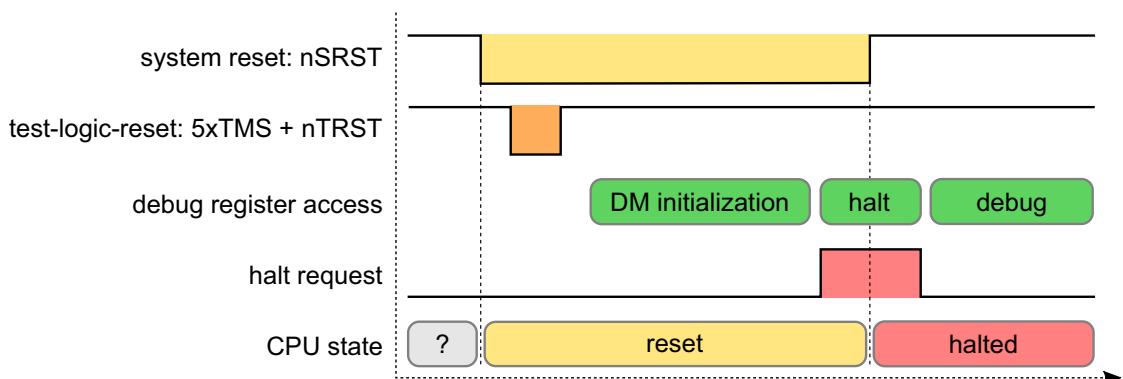 system reset: nSRST
test-logic-reset: 5xTMS + nTRST
debug register access
DM initialization
halt
debug
halt request
CPU state
?
reset
halted